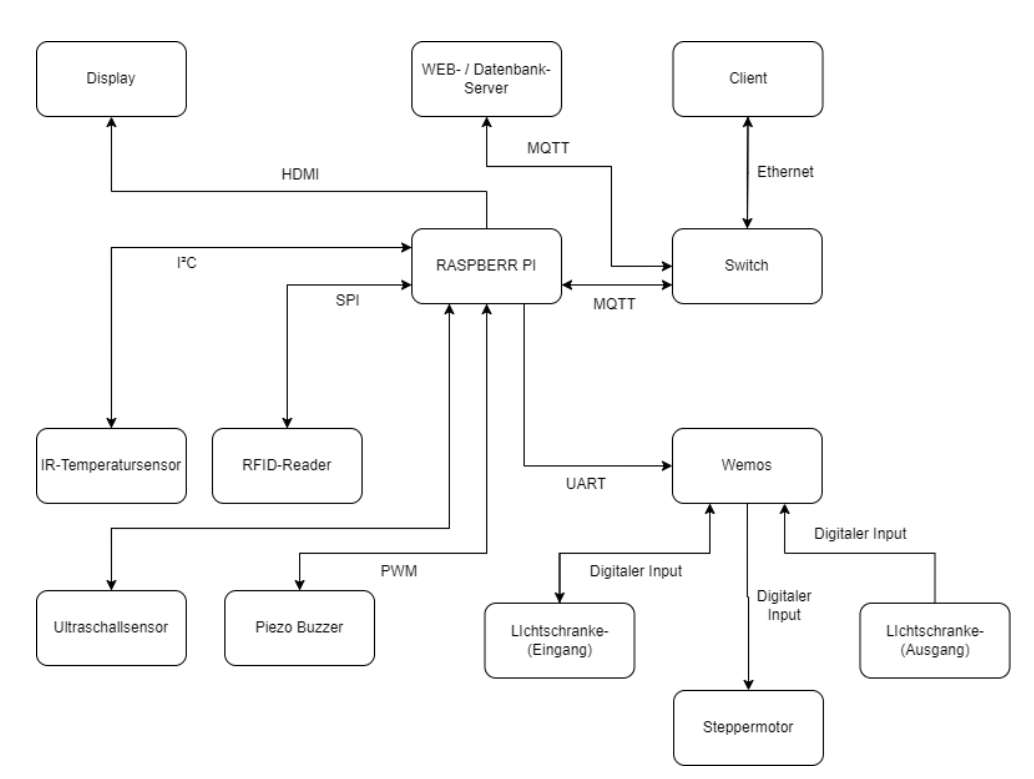 Display
WEB- / Datenbank-
Server
Client
MQTT
Ethernet
HDMI
I²C
RASPBERR PI
Switch
SPI
MQTT
IR-Temperatursensor
RFID-Reader
Wemos
UART
Digitaler Input
PWM
Digitaler Input
Digitaler
Input
Ultraschallsensor
Piezo Buzzer
LIchtschranke-
(Eingang)
LIchtschranke-
(Ausgang)
Steppermotor